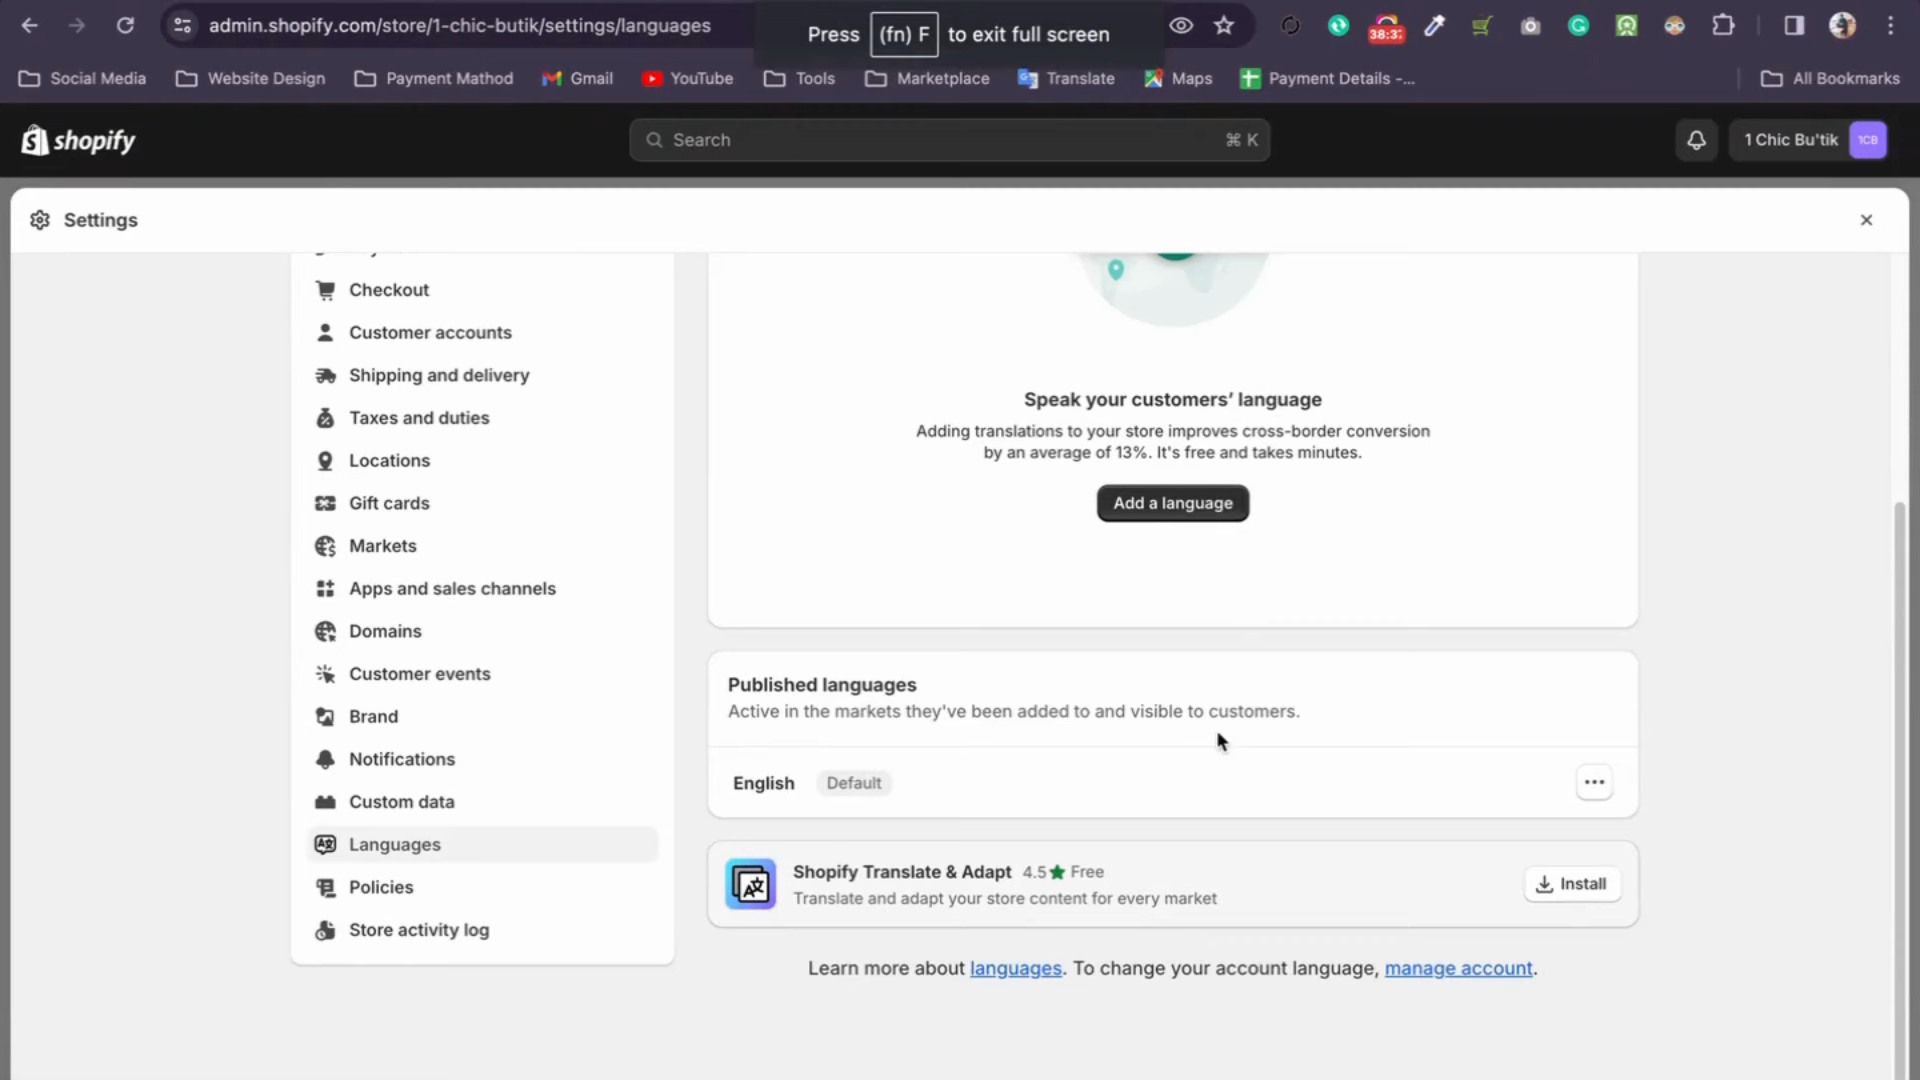 admin.shopify.com/store/1-chic-butik/settings/languages
Press (fn) F to exit full screen
38:3
Social Media
Website Design
Payment Mathod
Gmail
YouTube
Tools
Marketplace
Translate
Maps
Payment Details -...
All Bookmarks
shopify
Search
⌘ K
1 Chic Bu'tik
1CB
Settings
Checkout
Customer accounts
Shipping and delivery
Taxes and duties
Locations
Gift cards
Markets
Apps and sales channels
Domains
Customer events
Brand
Notifications
Custom data
Languages
Policies
Store activity log
Speak your customers’ language
Adding translations to your store improves cross-border conversion
by an average of 13%. It's free and takes minutes.
Add a language
Published languages
Active in the markets they've been added to and visible to customers.
English Default
Shopify Translate & Adapt 4.5★ Free
Translate and adapt your store content for every market
Install
Learn more about languages. To change your account language, manage account.